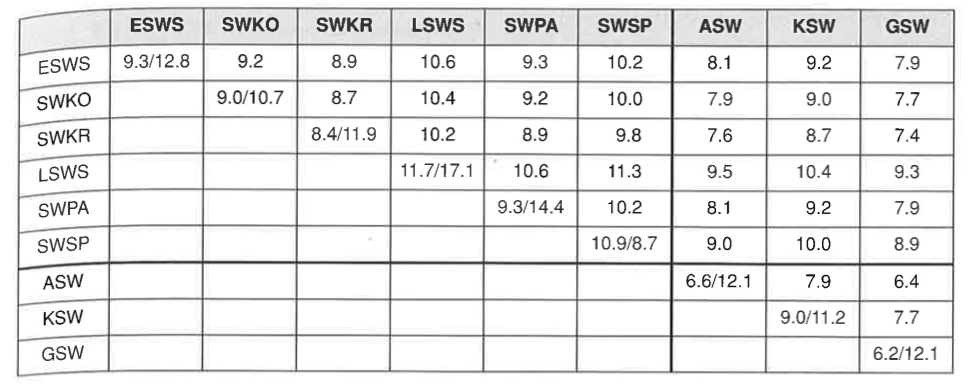 ESWS SWKO SWKR LSWS SWPA SWSP ASW KSW GSW
ESWS 9.3/12.8 9.2 8.9 10.6 9.3 10.2 8.1 9.2 7.9
SWKO 9.0/10.7 8.7 10.4 9.2 10.0 7.9 9.0 7.7
SWKR 8.4/11.9 10.2 8.9 9.8 7.6 8.7 7.4
LSWS 11.7/17.1 10.6 11.3 9.5 10.4 9.3
SWPA 9.3/14.4 10.2 8.1 9.2 7.9
SWSP 10.9/8.7 9.0 10.0 8.9
ASW 6.6/12.1 7.9 6.4
KSW 9.0/11.2 7.7
GSW 6.2/12.1